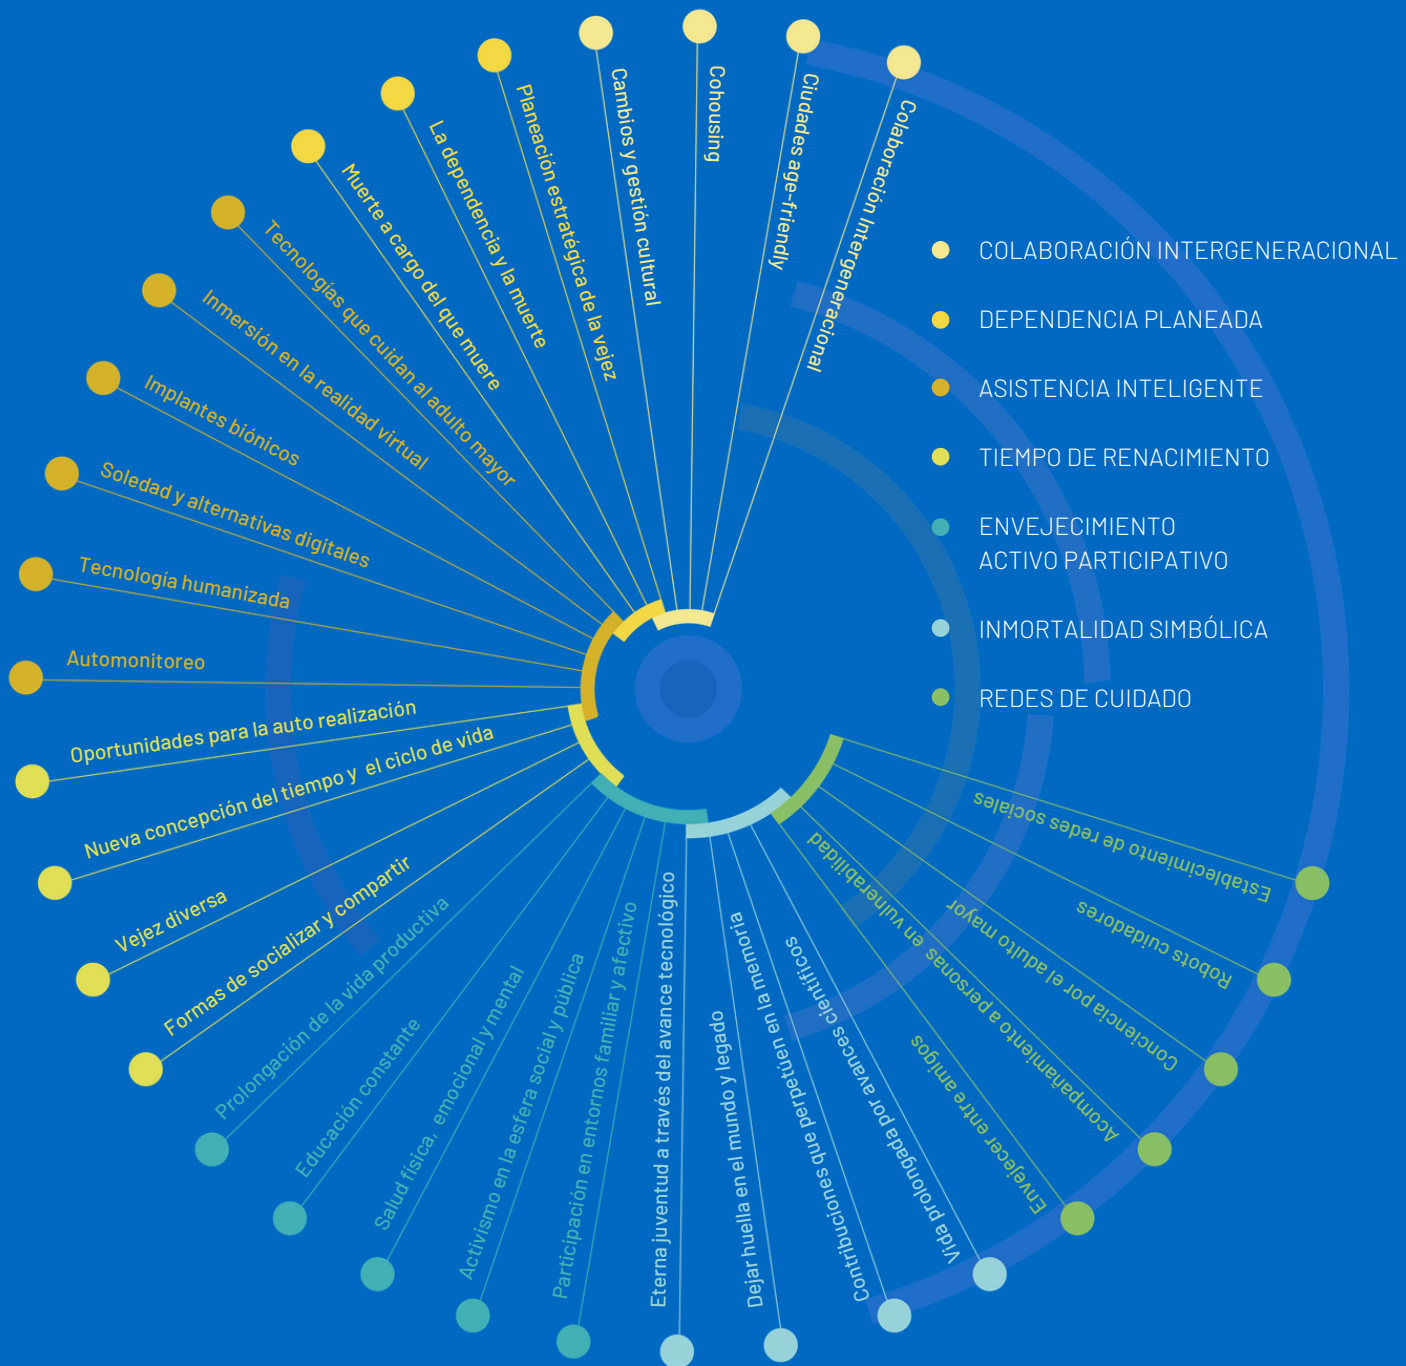 Colaboración Intergeneracional
Ciudades age-friendly
Cohousing
Cambios y gestión cultural
Planeación estratégica de la vejez
La dependencia y la muerte
Muerte a cargo del que muere
Tecnologías que cuidan al adulto mayor
Inmersión en la realidad virtual
Implantes biónicos
Soledad y alternativas digitales
Tecnología humanizada
Automonitoreo
Oportunidades para la auto realización
Nueva concepción del tiempo y el ciclo de vida
Vejez diversa
Formas de socializar y compartir
Prolongación de la vida productiva
Educación constante
Salud física, emocional y mental
Activismo en la esfera social y pública
Participación en entornos familiar y afectivo
Eterna juventud a través del avance tecnológico
Dejar huella en el mundo y legado
Contribuciones que perpetúen en la memoria
Vida prolongada por avances científicos
Envejecer entre amigos
Acompañamiento a personas en vulnerabilidad
Conciencia por el adulto mayor
Robots cuidadores
Establecimiento de redes sociales
COLABORACIÓN INTERGENERACIONAL
DEPENDENCIA PLANEADA
ASISTENCIA INTELIGENTE
TIEMPO DE RENACIMIENTO
ENVEJECIMIENTO
ACTIVO PARTICIPATIVO
INMORTALIDAD SIMBÓLICA
REDES DE CUIDADO